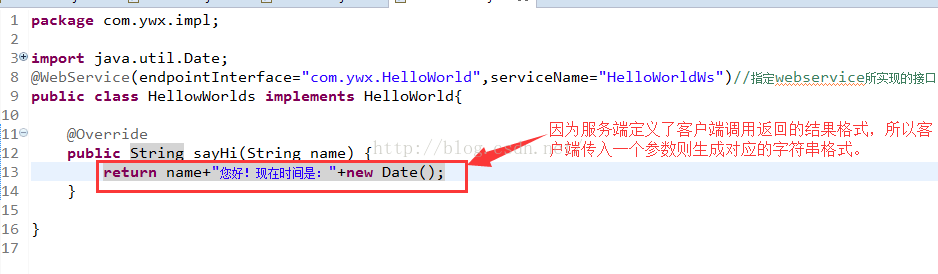 1 package com.ywx.impl;
2
3 import java.util.Date;
8 @WebService(endpointInterface="com.ywx.HelloWorld",serviceName="HelloWorldWs")//指定webservice所实现的接口
9 public class HellowWorlds implements HelloWorld{
10
11 @Override
12 public String sayHi(String name) {
13 return name+"您好！现在时间是："+new Date();
14 }
15
16 }
17
因为服务端定义了客户端调用返回的结果格式，所以客
户端传入一个参数则生成对应的字符串格式。
http://blog.csdn.n